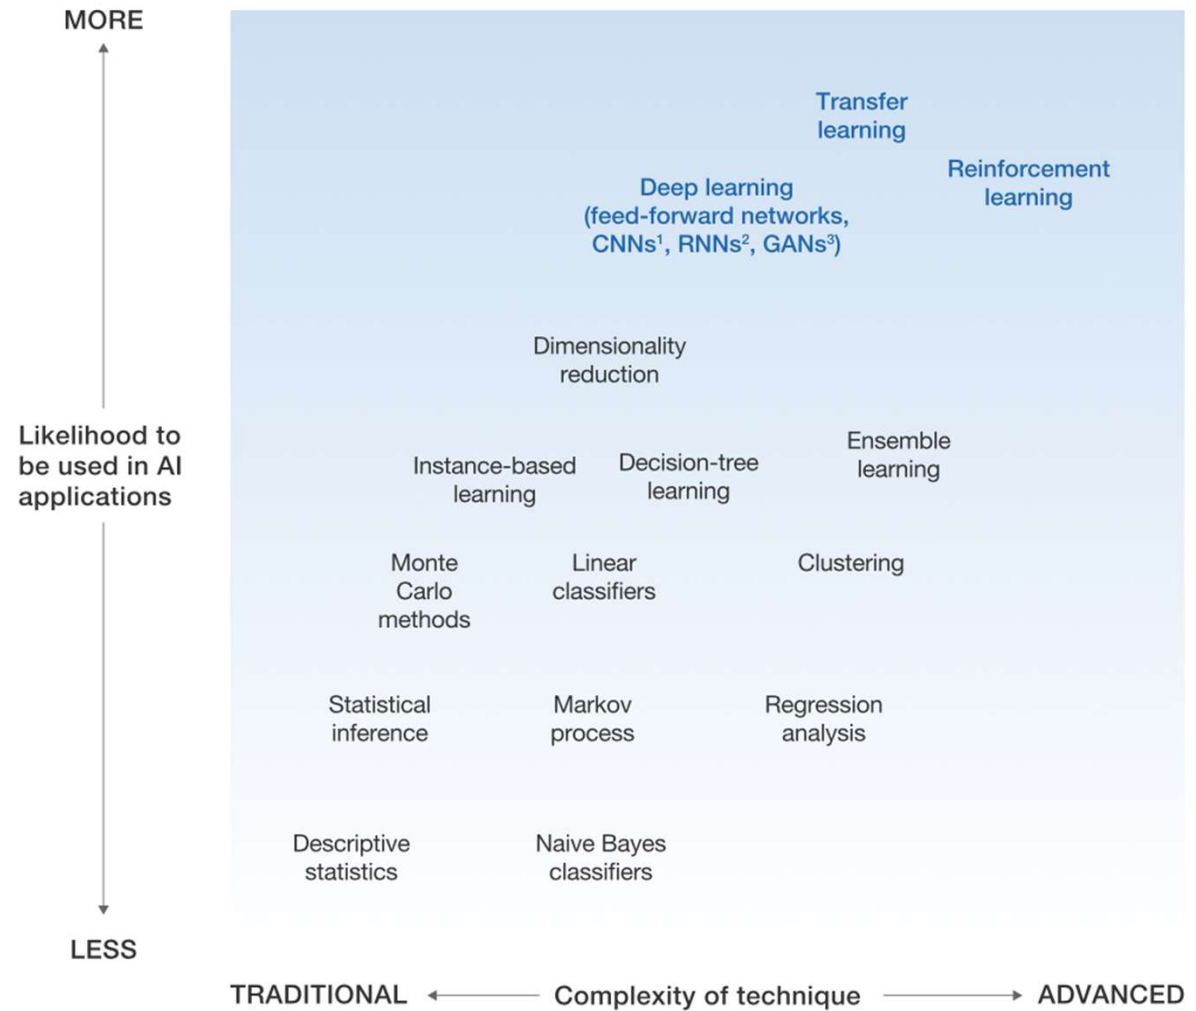 MORE
Transfer
learning
Reinforcement
learning
Deep learning
(feed-forward networks,
CNNs¹, RNNs², GANs³)
Dimensionality
reduction
Likelihood to
be used in AI
applications
Ensemble
learning
Instance-based
learning
Decision-tree
learning
Monte
Carlo
methods
Linear
classifiers
Clustering
Statistical
inference
Markov
process
Regression
analysis
Descriptive
statistics
Naive Bayes
classifiers
LESS
TRADITIONAL
Complexity of technique
ADVANCED